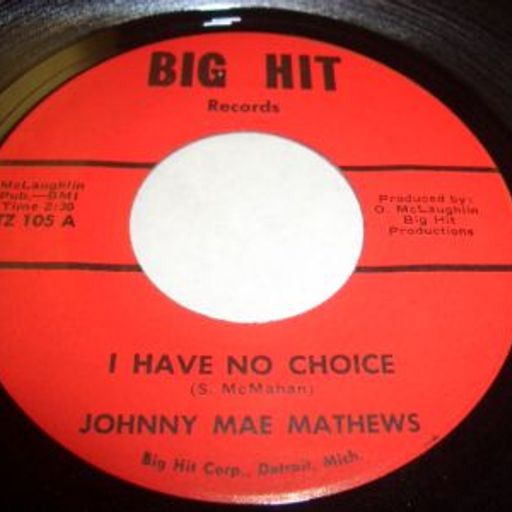 BIG HIT
Records
McLaughlin
Pub.—BMI
Time 2:30
TZ 105 A
Produced by:
O. McLaughlin
Big Hit
Productions
I HAVE NO CHOICE
(S. McMahan)
JOHNNY MAE MATHEWS
Big Hit Corp., Detroit, Mich.